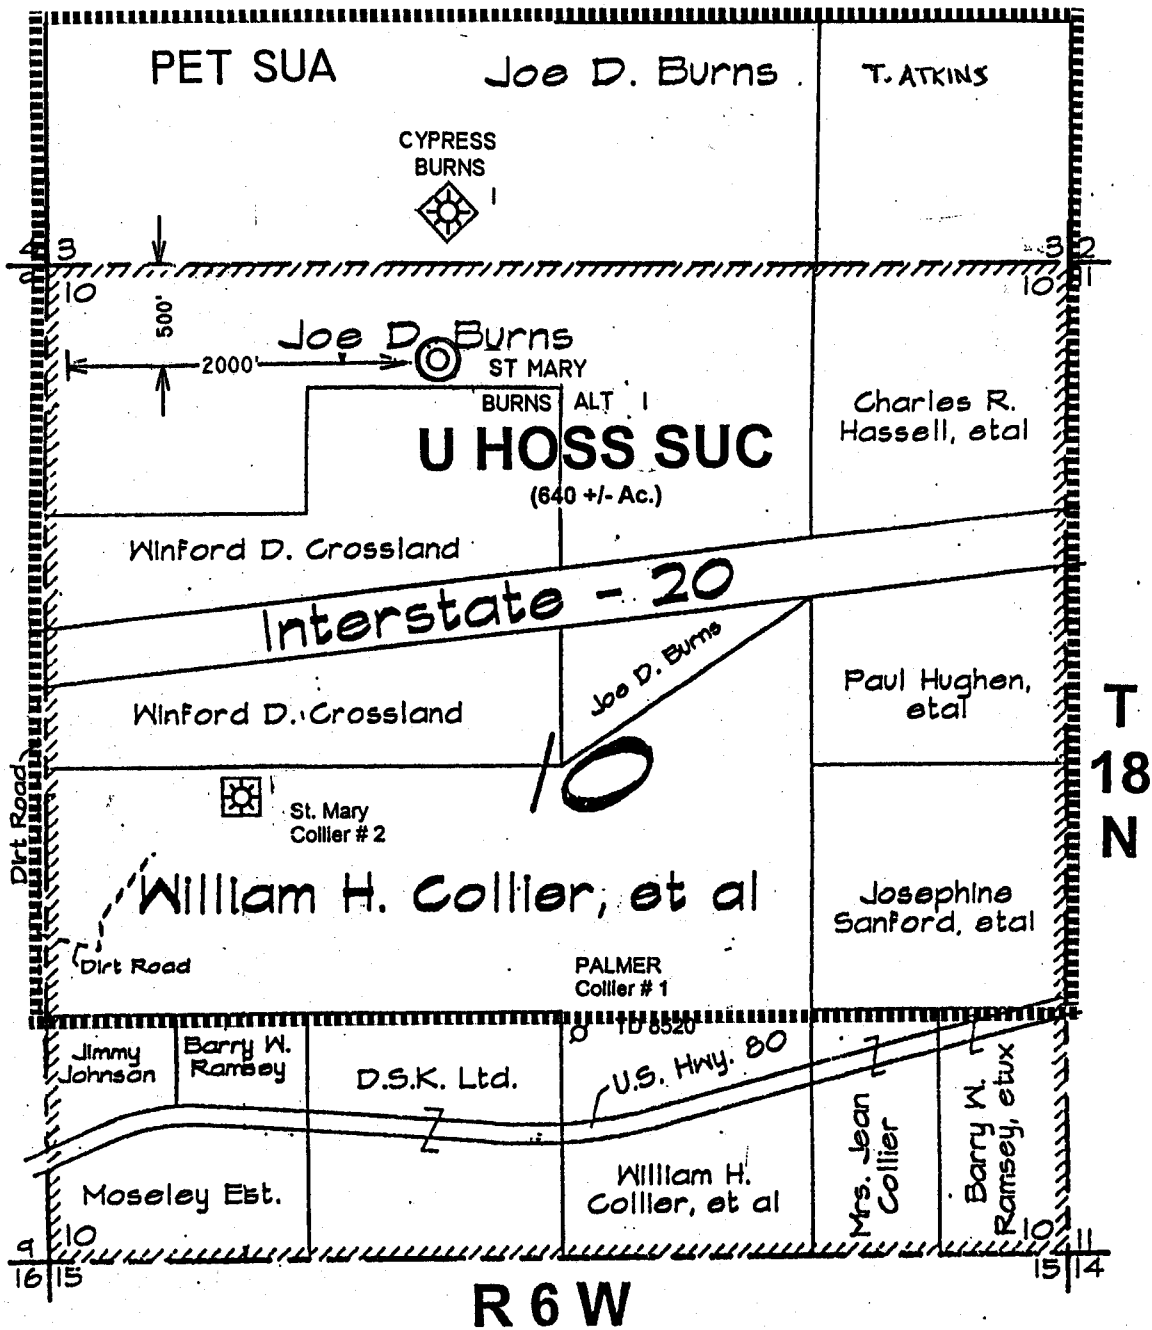 PET SUA
Joe D. Burns
T. ATKINS
CYPRESS
BURNS
1
4 3
3 2
9 10
10 11
500'
Joe D. Burns
2000'
ST MARY
BURNS ALT 1
U HOSS SUC
(640 +/- Ac.)
Charles R.
Hassell, etal
Winford D. Crossland
Interstate - 20
Joe D. Burns
Winford D. Crossland
Paul Hughen,
etal
T
18
N
10
Dirt Road
1
St. Mary
Collier # 2
William H. Collier, et al
Josephine
Sanford, etal
Dirt Road
PALMER
Collier # 1
TD 8520
Jimmy
Johnson
Barry W.
Ramsey
D.S.K. Ltd.
U.S. Hwy. 80
Mrs. Jean
Collier
Barry W.
Ramsey, etux
Moseley Est.
William H.
Collier, et al
9 10
10 11
16 15
15 14
R 6 W